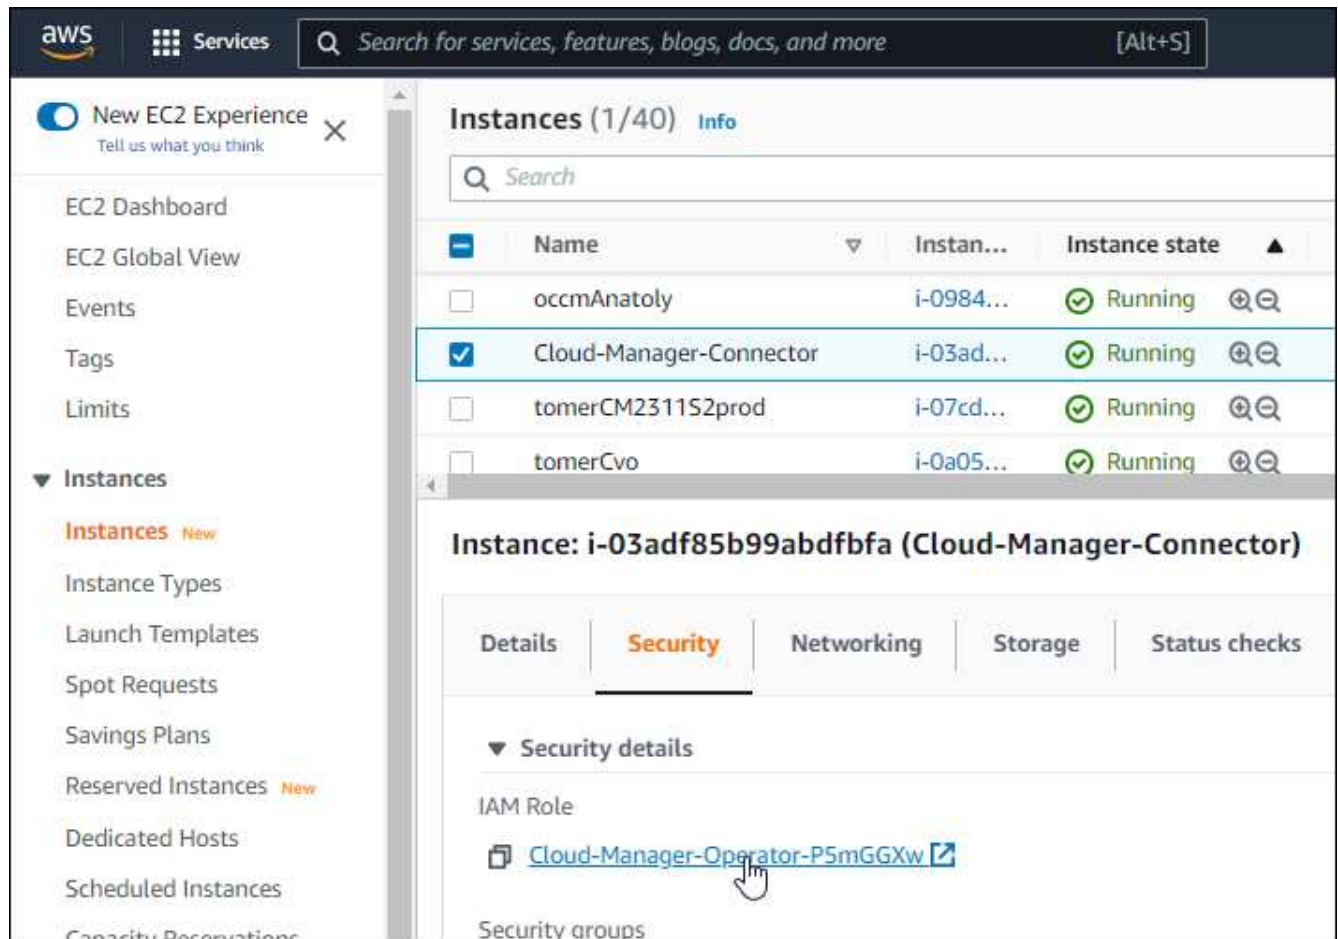 aws
Services
Search for services, features, blogs, docs, and more
[Alt+S]
New EC2 Experience
Tell us what you think
EC2 Dashboard
EC2 Global View
Events
Tags
Limits
Instances
Instances New
Instance Types
Launch Templates
Spot Requests
Savings Plans
Reserved Instances New
Dedicated Hosts
Scheduled Instances
Capacity Reservations
Instances (1/40) Info
Search
Name Instan... Instance state
occmAnatoly i-0984... Running
Cloud-Manager-Connector i-03ad... Running
tomerCM2311S2prod i-07cd... Running
tomerCvo i-0a05... Running
Instance: i-03adf85b99abdfbfa (Cloud-Manager-Connector)
Details Security Networking Storage Status checks
Security details
IAM Role
Cloud-Manager-Operator-P5mGGXw
Security groups